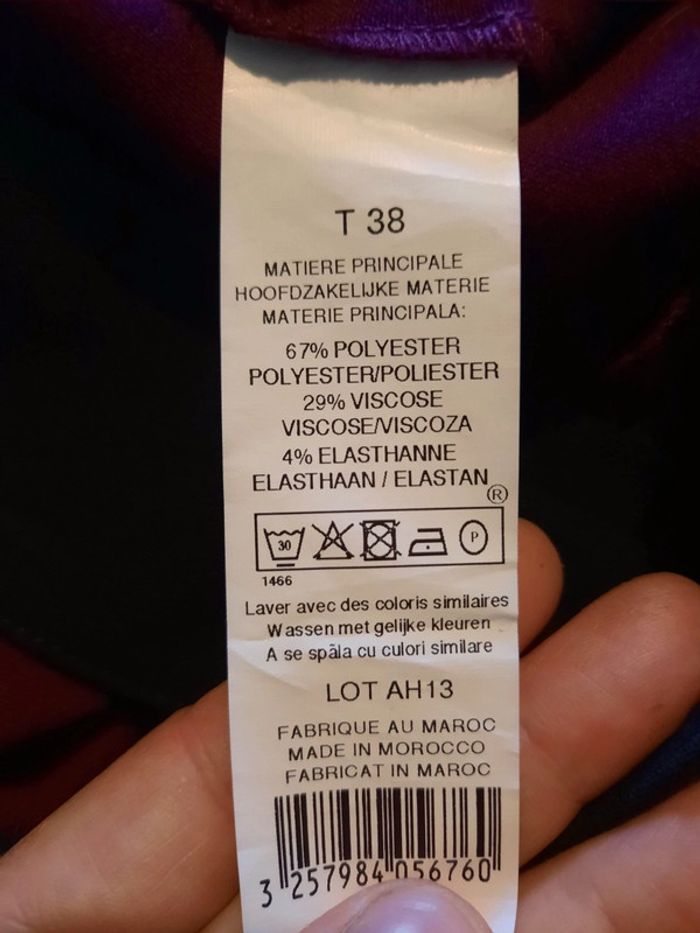 T 38
MATIERE PRINCIPALE
HOOFDZAKELIJKE MATERIE
MATERIE PRINCIPALA:
67% POLYESTER
POLYESTER/POLIESTER
29% VISCOSE
VISCOSE/VISCOZA
4% ELASTHANNE
ELASTHAAN / ELASTAN
®
30 P
1466
Laver avec des coloris similaires
Wassen met gelijke kleuren
A se spãla cu culori similare
LOT AH13
FABRIQUE AU MAROC
MADE IN MOROCCO
FABRICAT IN MAROC
3 257984 056760